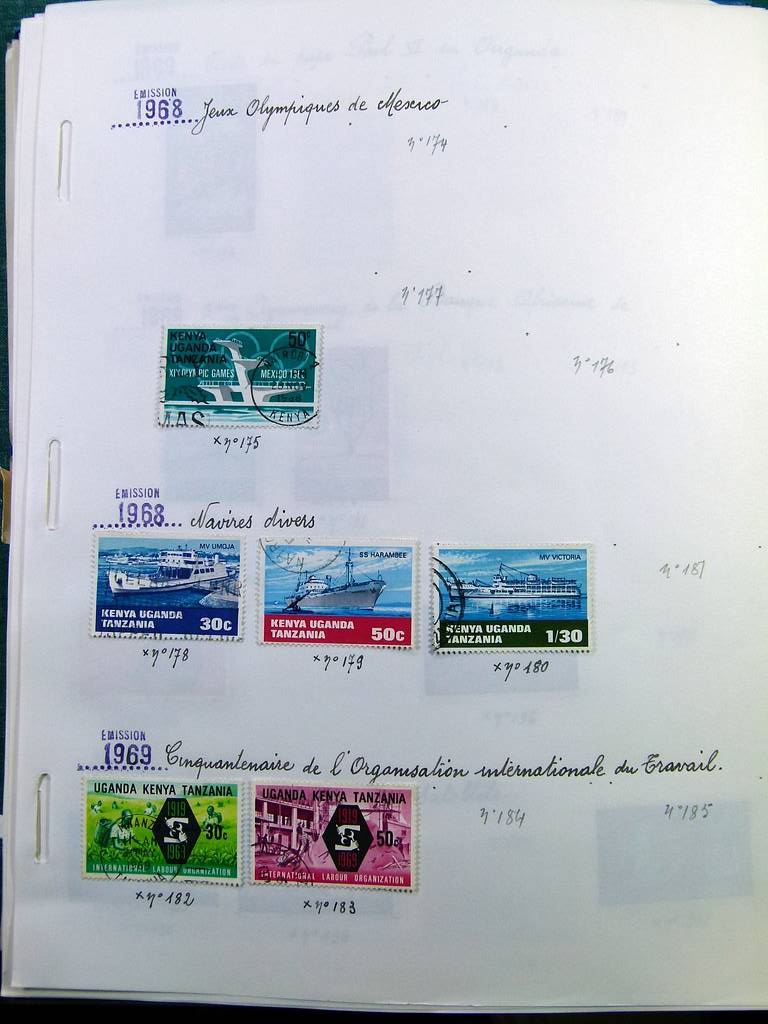 EMISSION
1968 Jeux Olympiques de Mexico
n°174
n°177
n°176
KENYA
UGANDA
TANZANIA
50c
XIX OLYMPIC GAMES MEXICO 1968
NAIROBI
KENYA
x n°175
EMISSION
1968 Navires divers
n°181
MV UMOJA
KENYA UGANDA
TANZANIA 30c
SS HARAMBEE
KENYA UGANDA
TANZANIA 50c
MV VICTORIA
KENYA UGANDA
TANZANIA 1/30
x n°178
x n°179
x n°180
EMISSION
1969 Cinquantenaire de l'Organisation internationale du Travail.
n°184
n°185
UGANDA KENYA TANZANIA
1919
1969
30c
INTERNATIONAL LABOUR ORGANIZATION
UGANDA KENYA TANZANIA
1919
1969
50c
INTERNATIONAL LABOUR ORGANIZATION
x n°182
x n°183